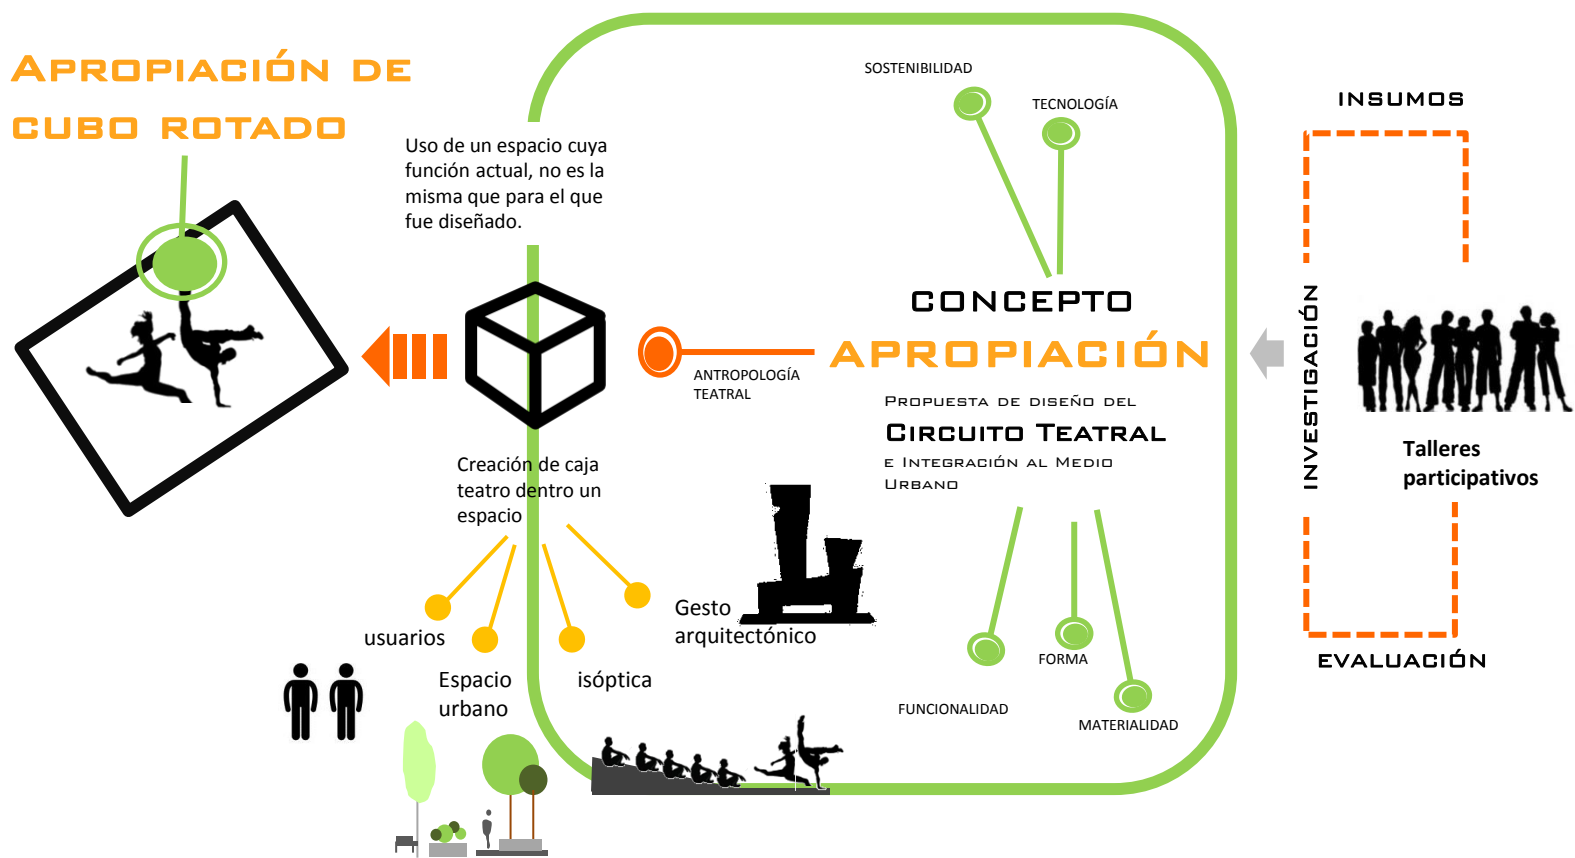 APROPIACIÓN DE
CUBO ROTADO
Uso de un espacio cuya
función actual, no es la
misma que para el que
fue diseñado.
SOSTENIBILIDAD
TECNOLOGÍA
INSUMOS
CONCEPTO
APROPIACIÓN
ANTROPOLOGÍA
TEATRAL
PROPUESTA DE DISEÑO DEL
CIRCUITO TEATRAL
E INTEGRACIÓN AL MEDIO
URBANO
INVESTIGACIÓN
Talleres
participativos
Creación de caja
teatro dentro un
espacio
usuarios
Espacio
urbano
isóptica
Gesto
arquitectónico
FUNCIONALIDAD
FORMA
MATERIALIDAD
EVALUACIÓN